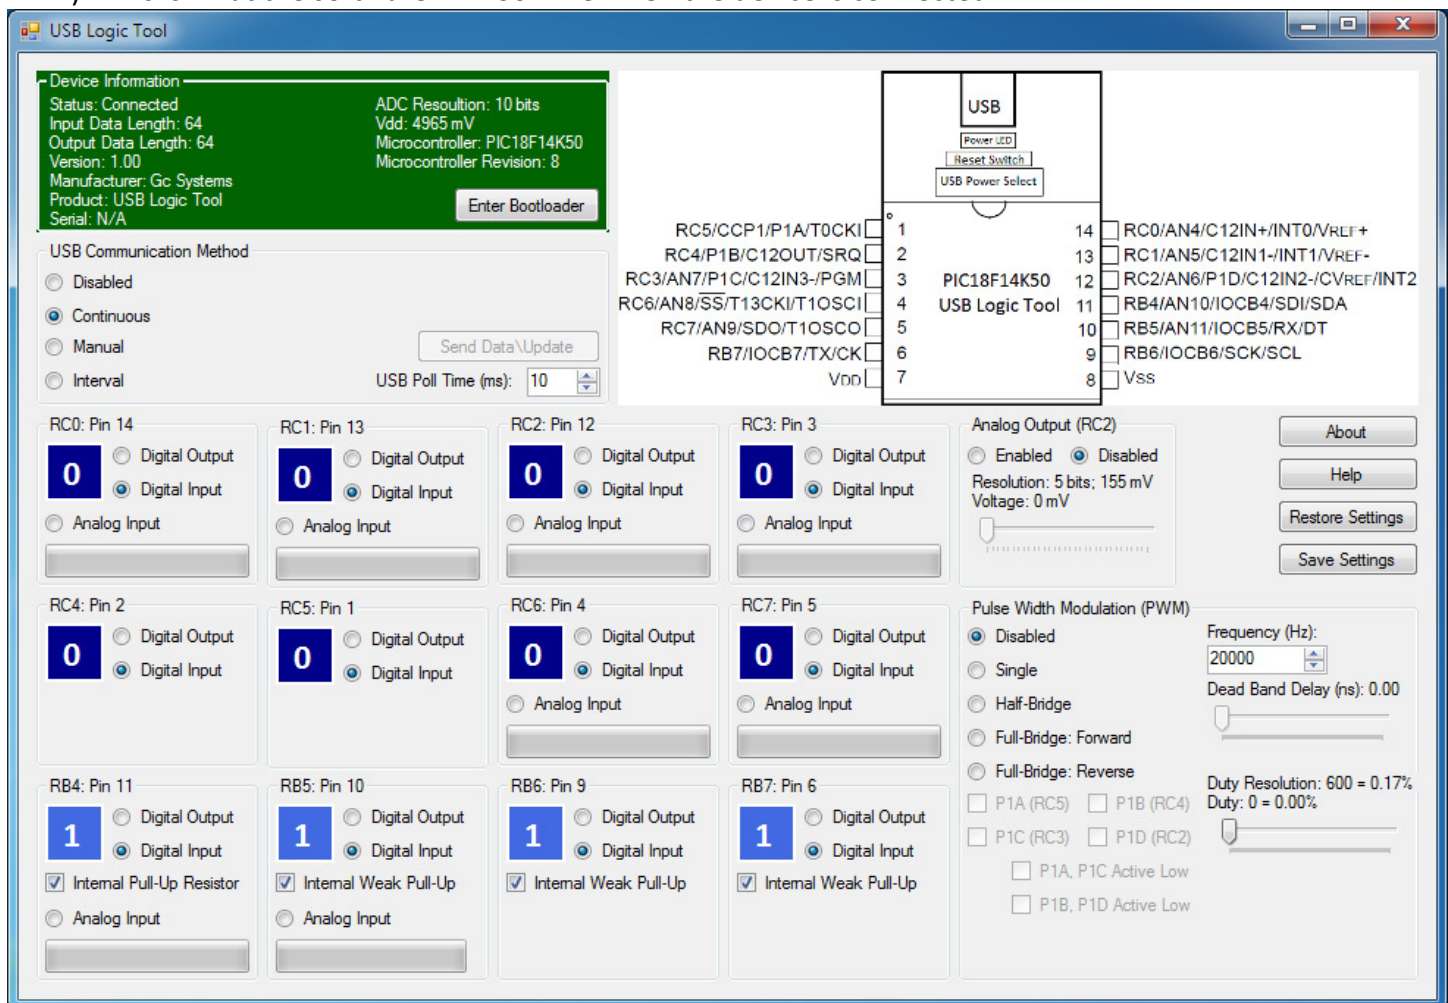 USB Logic Tool
Device Information
Status: Connected
Input Data Length: 64
Output Data Length: 64
Version: 1.00
Manufacturer: Gc Systems
Product: USB Logic Tool
Serial: N/A
ADC Resoultion: 10 bits
Vdd: 4965 mV
Microcontroller: PIC18F14K50
Microcontroller Revision: 8
Enter Bootloader
USB Communication Method
Disabled
Continuous
Manual
Send Data\Update
Interval
USB Poll Time (ms): 10
USB
Power LED
Reset Switch
USB Power Select
RC5/CCP1/P1A/T0CKI 1
RC4/P1B/C12OUT/SRQ 2
RC3/AN7/P1C/C12IN3-/PGM 3
RC6/AN8/SS/T13CKI/T1OSCI 4
RC7/AN9/SDO/T1OSCO 5
RB7/IOCB7/TX/CK 6
VDD 7
PIC18F14K50
USB Logic Tool
14 RC0/AN4/C12IN+/INT0/VREF+
13 RC1/AN5/C12IN1-/INT1/VREF-
12 RC2/AN6/P1D/C12IN2-/CVREF/INT2
11 RB4/AN10/IOCB4/SDI/SDA
10 RB5/AN11/IOCB5/RX/DT
9 RB6/IOCB6/SCK/SCL
8 VSS
RC0: Pin 14
0
Digital Output
Digital Input
Analog Input
RC1: Pin 13
0
Digital Output
Digital Input
Analog Input
RC2: Pin 12
0
Digital Output
Digital Input
Analog Input
RC3: Pin 3
0
Digital Output
Digital Input
Analog Input
Analog Output (RC2)
Enabled Disabled
Resolution: 5 bits; 155 mV
Voltage: 0 mV
About
Help
Restore Settings
Save Settings
RC4: Pin 2
0
Digital Output
Digital Input
RC5: Pin 1
0
Digital Output
Digital Input
RC6: Pin 4
0
Digital Output
Digital Input
Analog Input
RC7: Pin 5
0
Digital Output
Digital Input
Analog Input
Pulse Width Modulation (PWM)
Disabled
Single
Half-Bridge
Full-Bridge: Forward
Full-Bridge: Reverse
P1A (RC5) P1B (RC4)
P1C (RC3) P1D (RC2)
P1A, P1C Active Low
P1B, P1D Active Low
Frequency (Hz):
20000
Dead Band Delay (ns): 0.00
Duty Resolution: 600 = 0.17%
Duty: 0 = 0.00%
RB4: Pin 11
1
Digital Output
Digital Input
Internal Pull-Up Resistor
Analog Input
RB5: Pin 10
1
Digital Output
Digital Input
Internal Weak Pull-Up
Analog Input
RB6: Pin 9
1
Digital Output
Digital Input
Internal Weak Pull-Up
RB7: Pin 6
1
Digital Output
Digital Input
Internal Weak Pull-Up